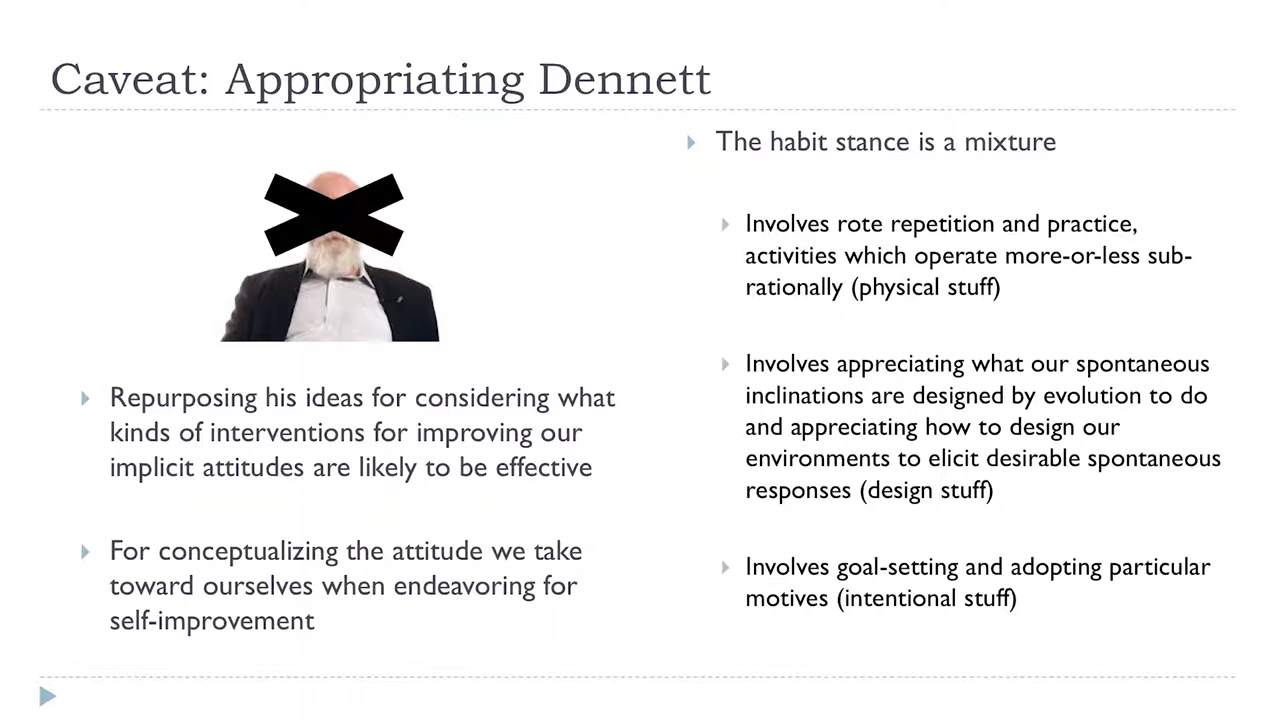 Caveat: Appropriating Dennett
Repurposing his ideas for considering what
kinds of interventions for improving our
implicit attitudes are likely to be effective
For conceptualizing the attitude we take
toward ourselves when endeavoring for
self-improvement
The habit stance is a mixture
Involves rote repetition and practice,
activities which operate more-or-less sub-
rationally (physical stuff)
Involves appreciating what our spontaneous
inclinations are designed by evolution to do
and appreciating how to design our
environments to elicit desirable spontaneous
responses (design stuff)
Involves goal-setting and adopting particular
motives (intentional stuff)